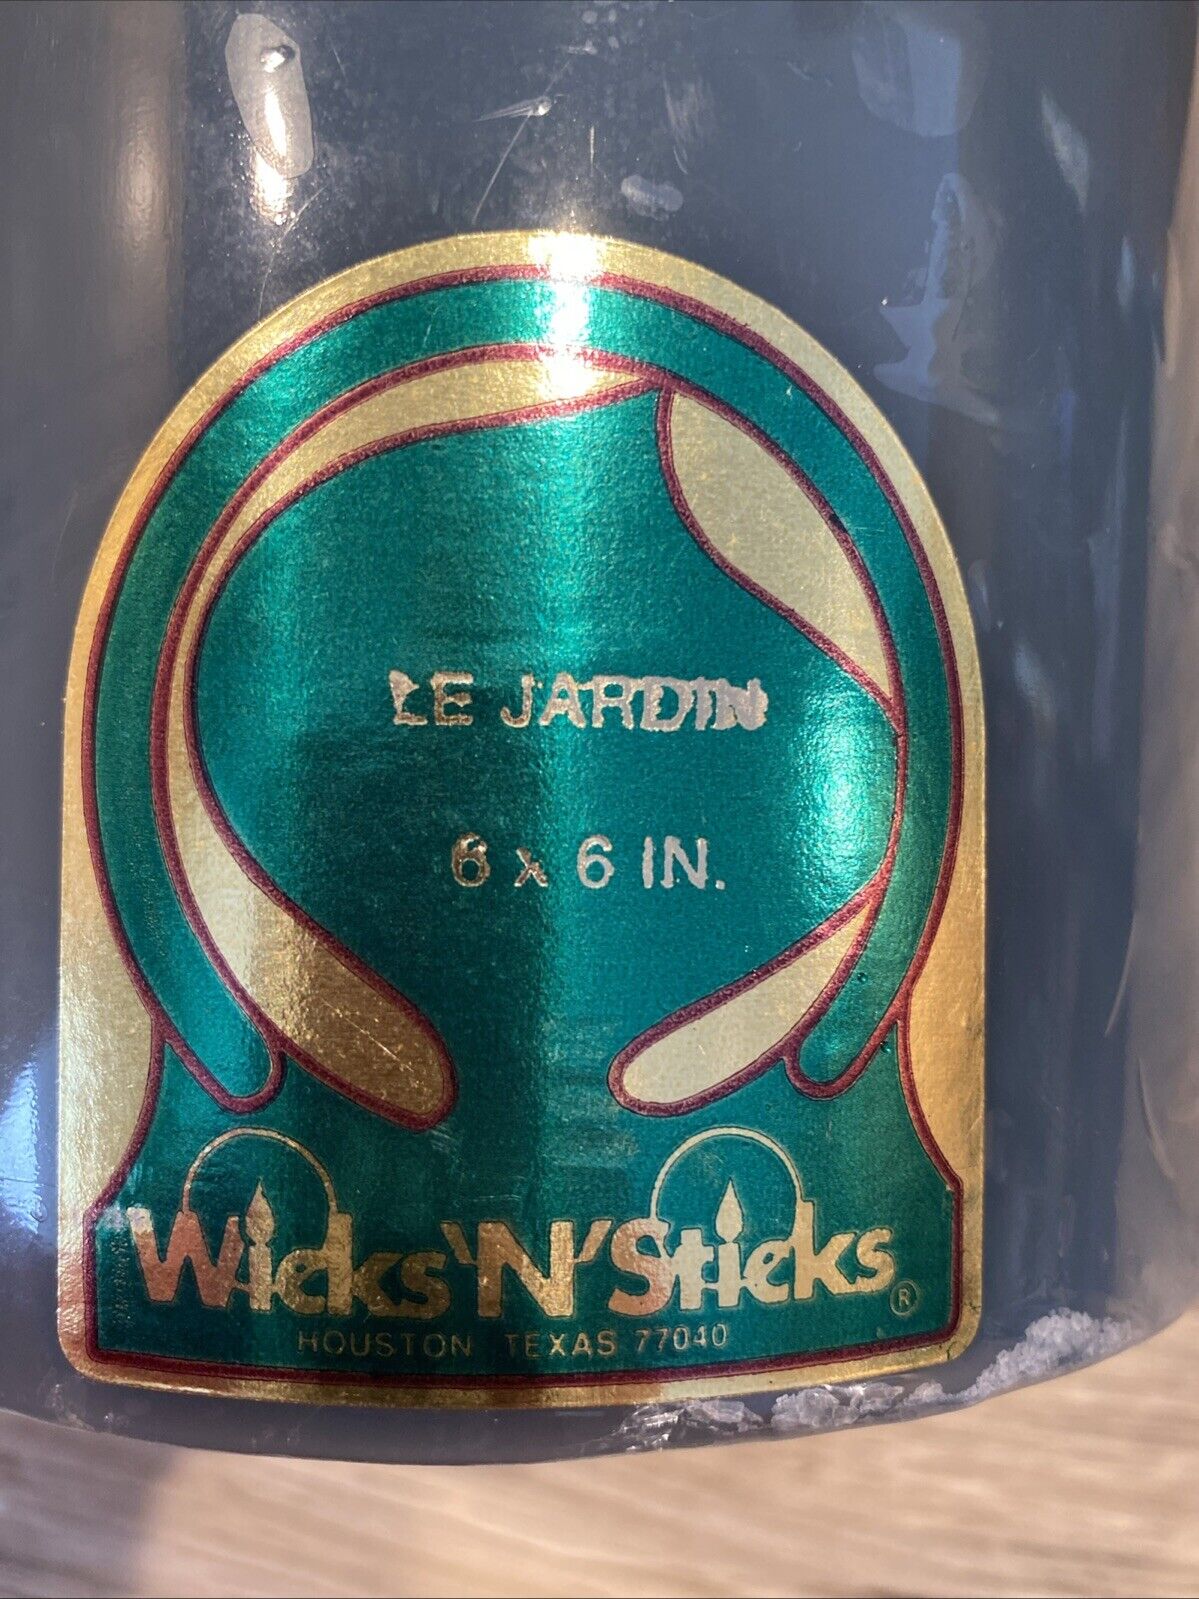 LE JARDIN
6 x 6 IN.
Wicks 'N' Sticks®
HOUSTON TEXAS 77040